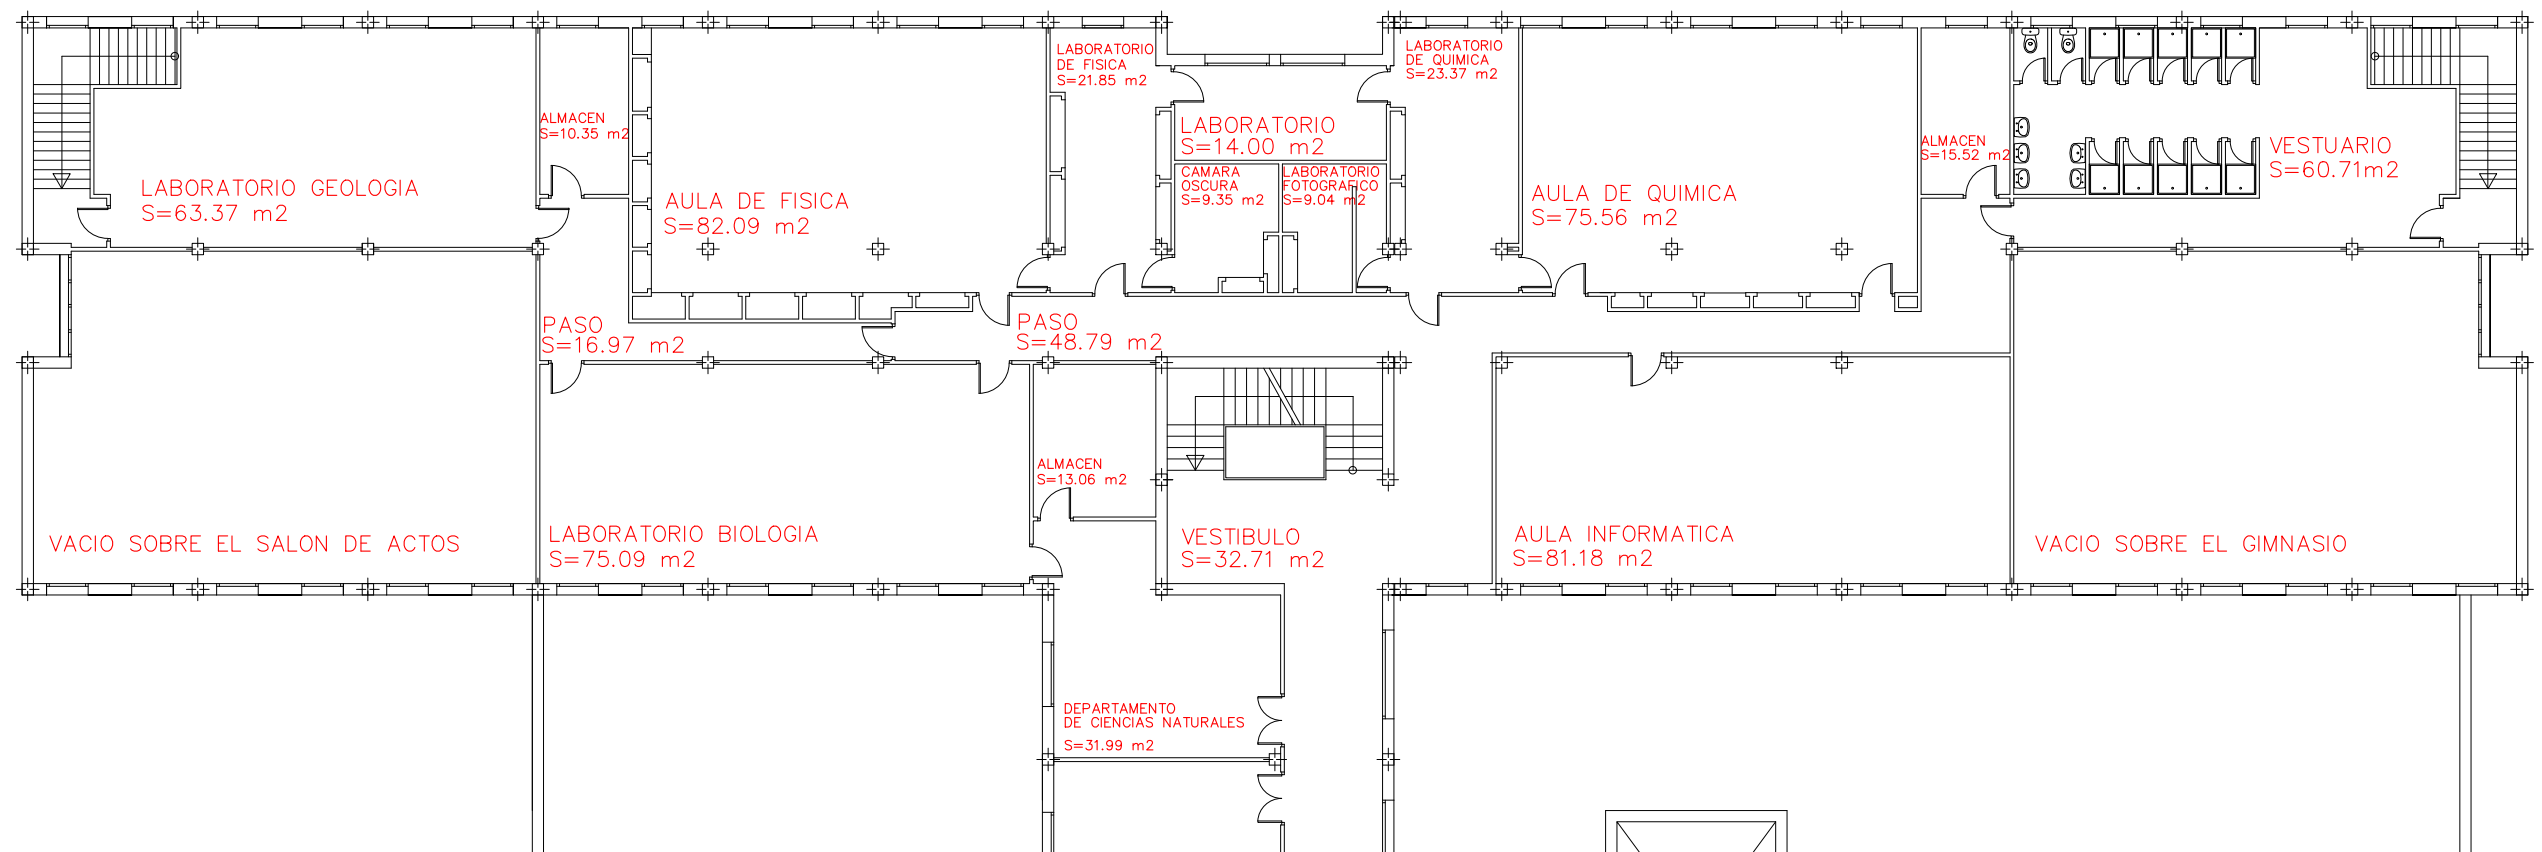 LABORATORIO
DE FISICA
S=21.85 m2
LABORATORIO
DE QUIMICA
S=23.37 m2
ALMACEN
S=10.35 m2
LABORATORIO
S=14.00 m2
ALMACEN
S=15.52 m2
VESTUARIO
S=60.71m2
LABORATORIO GEOLOGIA
S=63.37 m2
AULA DE FISICA
S=82.09 m2
CAMARA
OSCURA
S=9.35 m2
LABORATORIO
FOTOGRAFICO
S=9.04 m2
AULA DE QUIMICA
S=75.56 m2
PASO
S=16.97 m2
PASO
S=48.79 m2
ALMACEN
S=13.06 m2
VACIO SOBRE EL SALON DE ACTOS
LABORATORIO BIOLOGIA
S=75.09 m2
VESTIBULO
S=32.71 m2
AULA INFORMATICA
S=81.18 m2
VACIO SOBRE EL GIMNASIO
DEPARTAMENTO
DE CIENCIAS NATURALES
S=31.99 m2